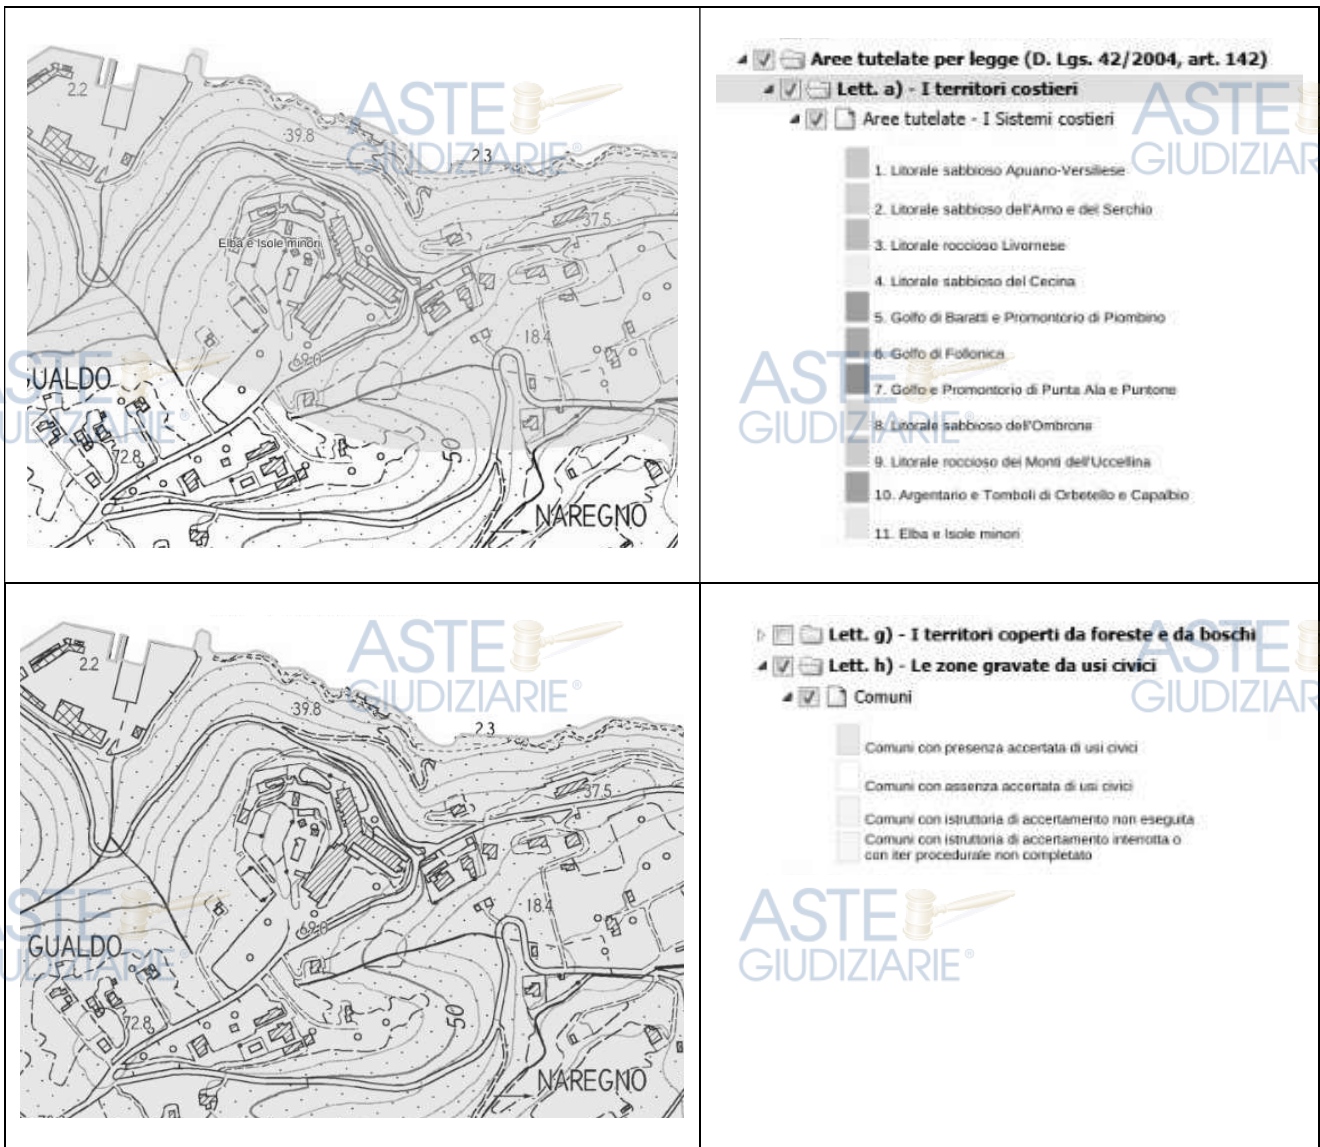 2.2
39.8
2.3
Elba e Isole minori
37.5
18.4
69.0
UALDO
72.8
50
NAREGNO
ASTE
GIUDIZIARIE®
Aree tutelate per legge (D. Lgs. 42/2004, art. 142)
Lett. a) - I territori costieri
Aree tutelate - I Sistemi costieri
1. Litorale sabbioso Apuano-Versiliese
2. Litorale sabbioso dell'Arno e del Serchio
3. Litorale roccioso Livornese
4. Litorale sabbioso del Cecina
5. Golfo di Baratti e Promontorio di Piombino
6. Golfo di Follonica
7. Golfo e Promontorio di Punta Ala e Puntone
8. Litorale sabbioso dell'Ombrone
9. Litorale roccioso dei Monti dell'Uccellina
10. Argentario e Tomboli di Orbetello e Capalbio
11. Elba e Isole minori
ASTE
GIUDIZIARIE®
2.2
39.8
2.3
37.5
18.4
69.0
GUALDO
72.8
50
NAREGNO
ASTE
GIUDIZIARIE®
Lett. g) - I territori coperti da foreste e da boschi
Lett. h) - Le zone gravate da usi civici
Comuni
Comuni con presenza accertata di usi civici
Comuni con assenza accertata di usi civici
Comuni con istruttoria di accertamento non eseguita
Comuni con istruttoria di accertamento interrotta o
con iter procedurale non completato
ASTE
GIUDIZIARIE®